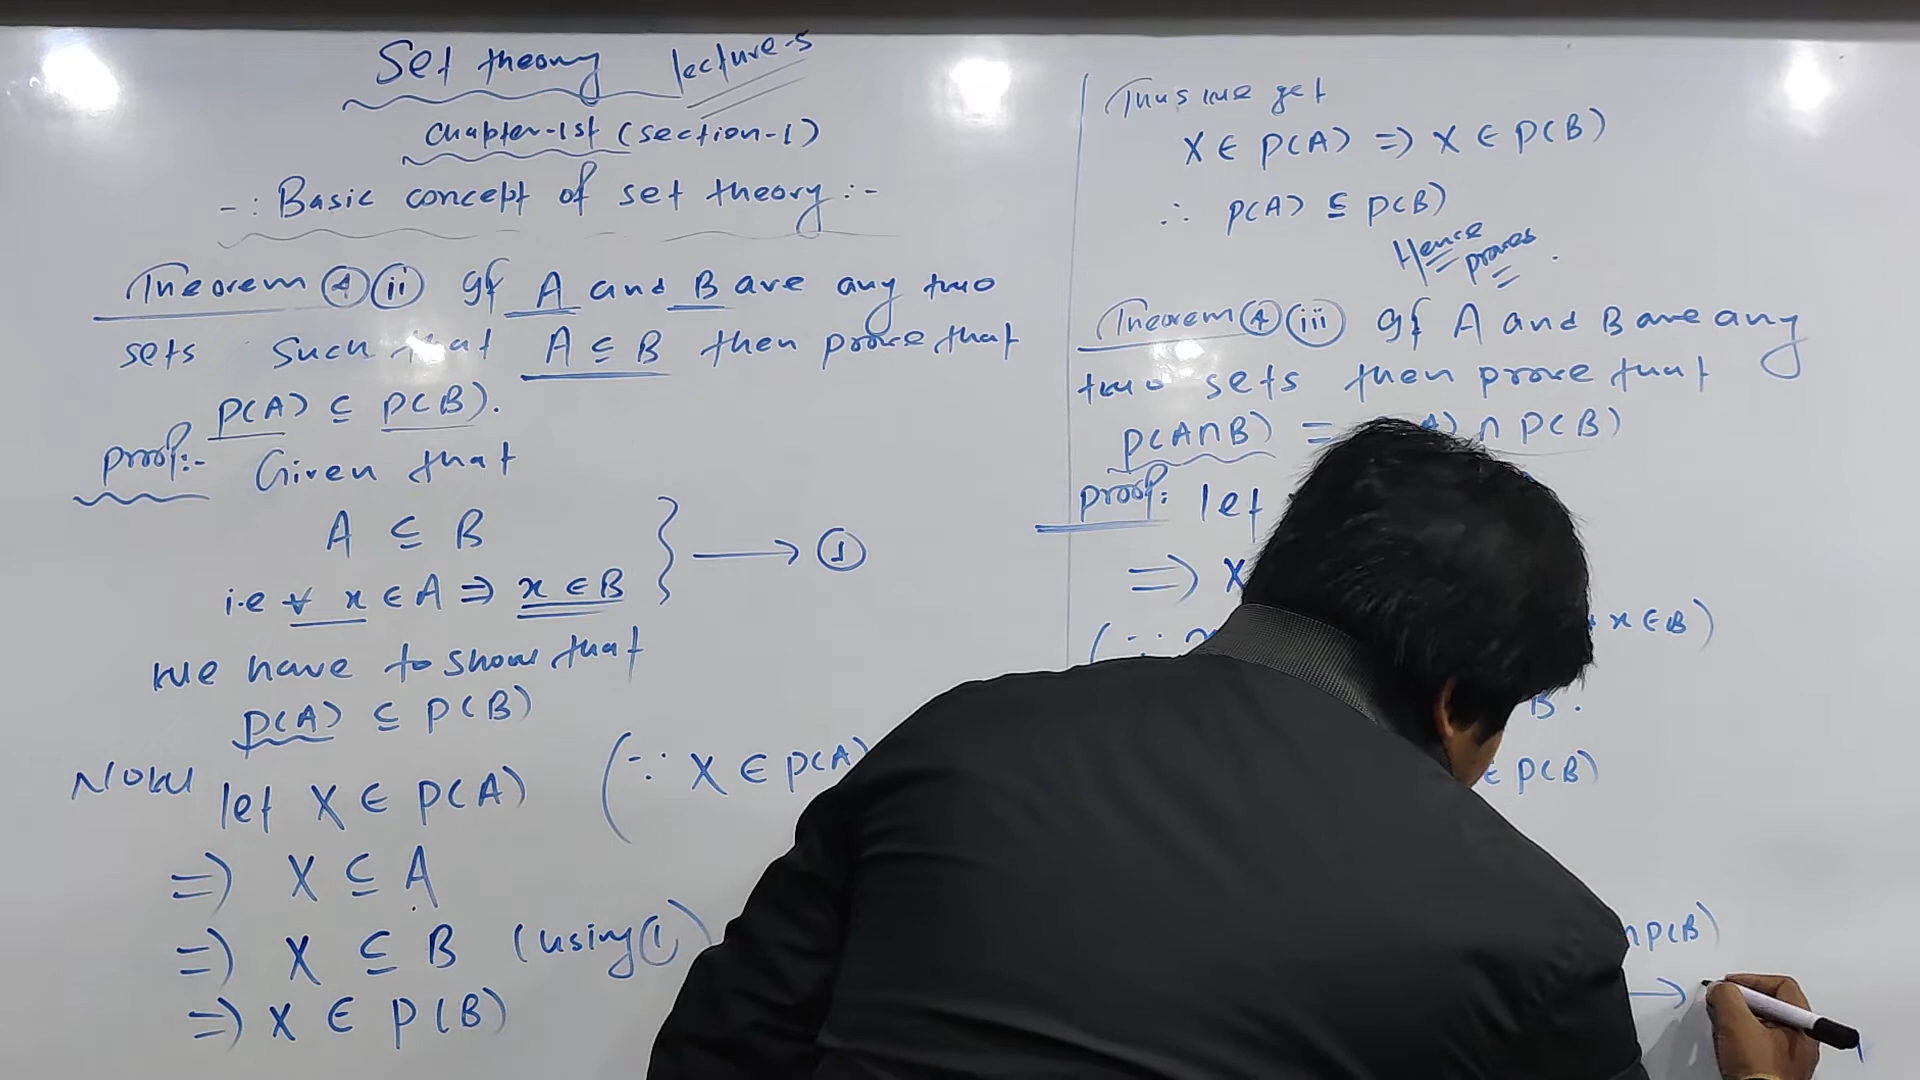 Set theory lecture-5
Chapter-1st (section-1)
-: Basic concept of set theory :-
Theorem ④ (ii) If A and B are any two
sets such that A ⊆ B then prove that
P(A) ⊆ P(B).
Proof:- Given that
A ⊆ B
i.e ∀ x ∈ A ⇒ x ∈ B } → ①
we have to show that
P(A) ⊆ P(B)
Now let X ∈ P(A) (∵ X ∈ P(A)
⇒ X ⊆ A
⇒ X ⊆ B (using ①)
⇒ X ∈ P(B)
Thus we get
X ∈ P(A) ⇒ X ∈ P(B)
∴ P(A) ⊆ P(B)
Hence proves.
Theorem ④ (iii) If A and B are any
two sets then prove that
P(A∩B) = A) ∩ P(B)
Proof: let
⇒ X
(∵ x ∈ B)
B.
∈ P(B)
∩ P(B)
→